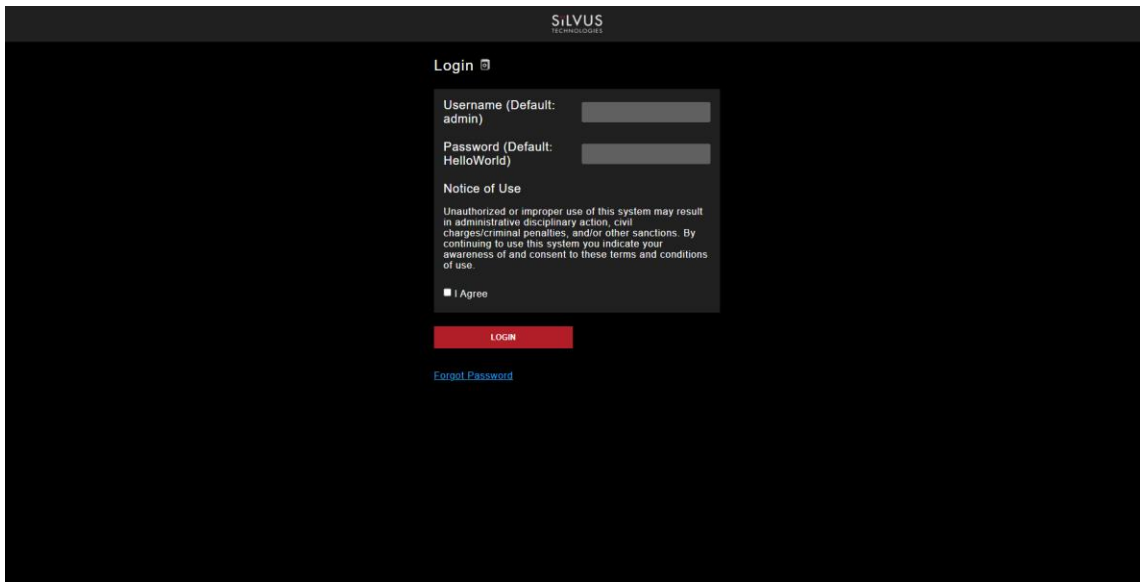 SiLVUS
TECHNOLOGIES
Login
Username (Default:
admin)
Password (Default:
HelloWorld)
Notice of Use
Unauthorized or improper use of this system may result
in administrative disciplinary action, civil
charges/criminal penalties, and/or other sanctions. By
continuing to use this system you indicate your
awareness of and consent to these terms and conditions
of use.
I Agree
LOGIN
Forgot Password